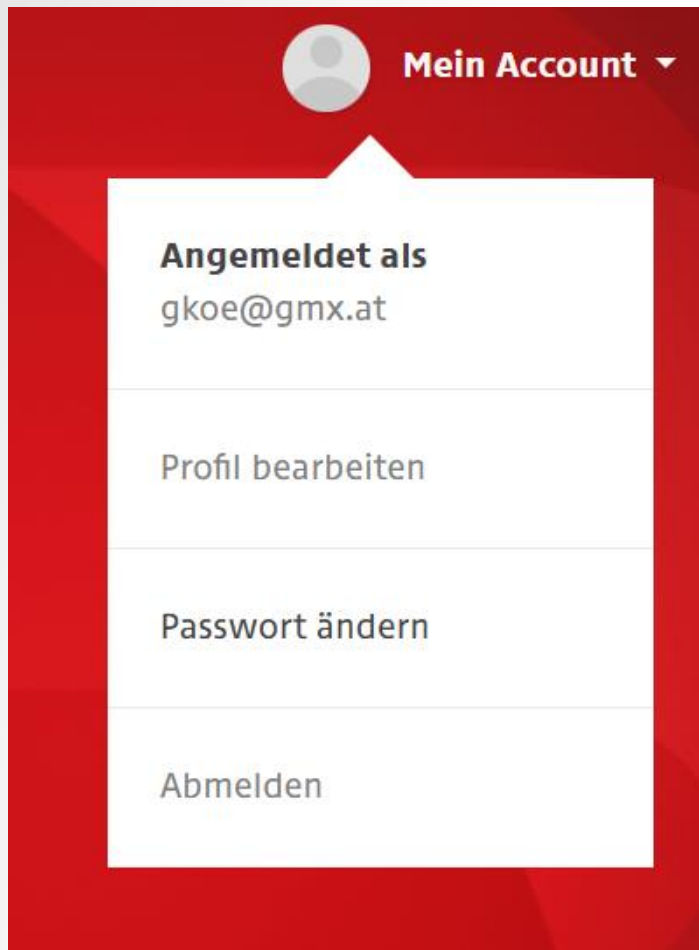 Mein Account
Angemeldet als
gkoe@gmx.at
Profil bearbeiten
Passwort ändern
Abmelden